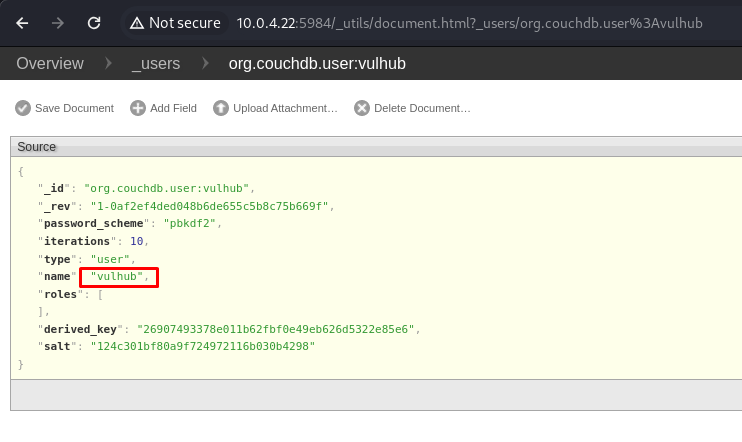 Not secure 10.0.4.22:5984/_utils/document.html?_users/org.couchdb.user%3Avulhub
Overview _users org.couchdb.user:vulhub
Save Document Add Field Upload Attachment… Delete Document…
Source
{
"_id": "org.couchdb.user:vulhub",
"_rev": "1-0af2ef4ded048b6de655c5b8c75b669f",
"password_scheme": "pbkdf2",
"iterations": 10,
"type": "user",
"name" "vulhub",
"roles": [
],
"derived_key": "26907493378e011b62fbf0e49eb626d5322e85e6",
"salt": "124c301bf80a9f724972116b030b4298"
}